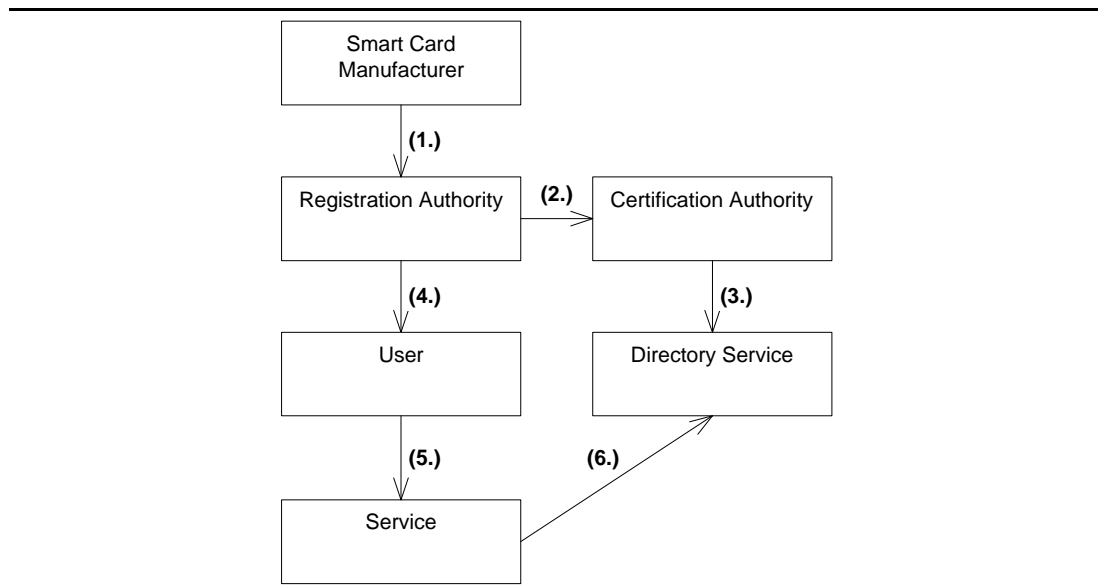 Smart Card
Manufacturer
(1.)
Registration Authority
(2.)
Certification Authority
(4.)
(3.)
User
Directory Service
(5.)
(6.)
Service